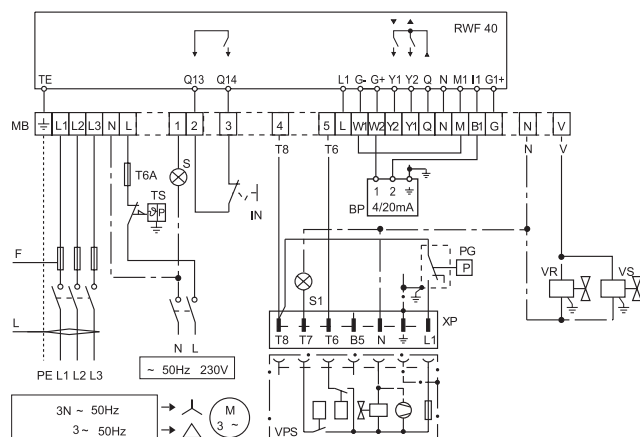 RWF 40
TE Q13 Q14 L1 G- G+ Y1 Y2 Q N M1 I1 G1+
MB L1 L2 L3 N L 1 2 3 4 5 L W1 W2 Y2 Y1 Q N M B1 G N V
T8 T6 N V
S
T6A
TS
P
IN
1 2
4/20mA
BP
F
PG
P
VR VS
S1
XP
L
T8 T7 T6 B5 N L1
N L
PE L1 L2 L3
~ 50Hz 230V
3N ~ 50Hz
3 ~ 50Hz
M
3 ~
VPS